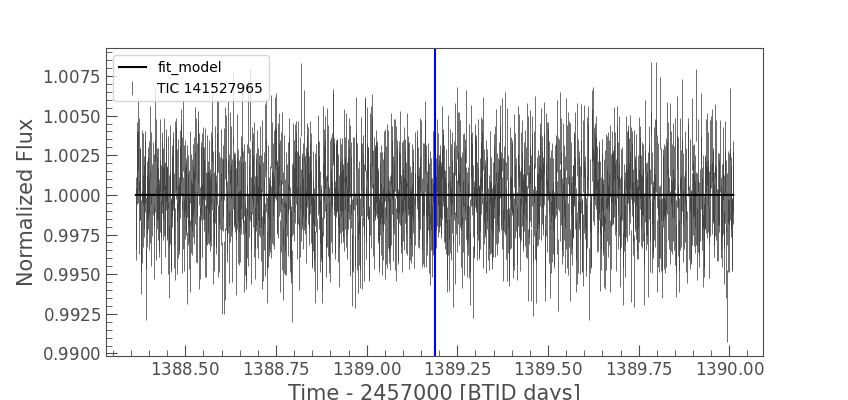 fit_model
TIC 141527965
1.0075
1.0050
1.0025
1.0000
0.9975
0.9950
0.9925
0.9900
Normalized Flux
1388.50 1388.75 1389.00 1389.25 1389.50 1389.75 1390.00
Time - 2457000 [BTJD days]